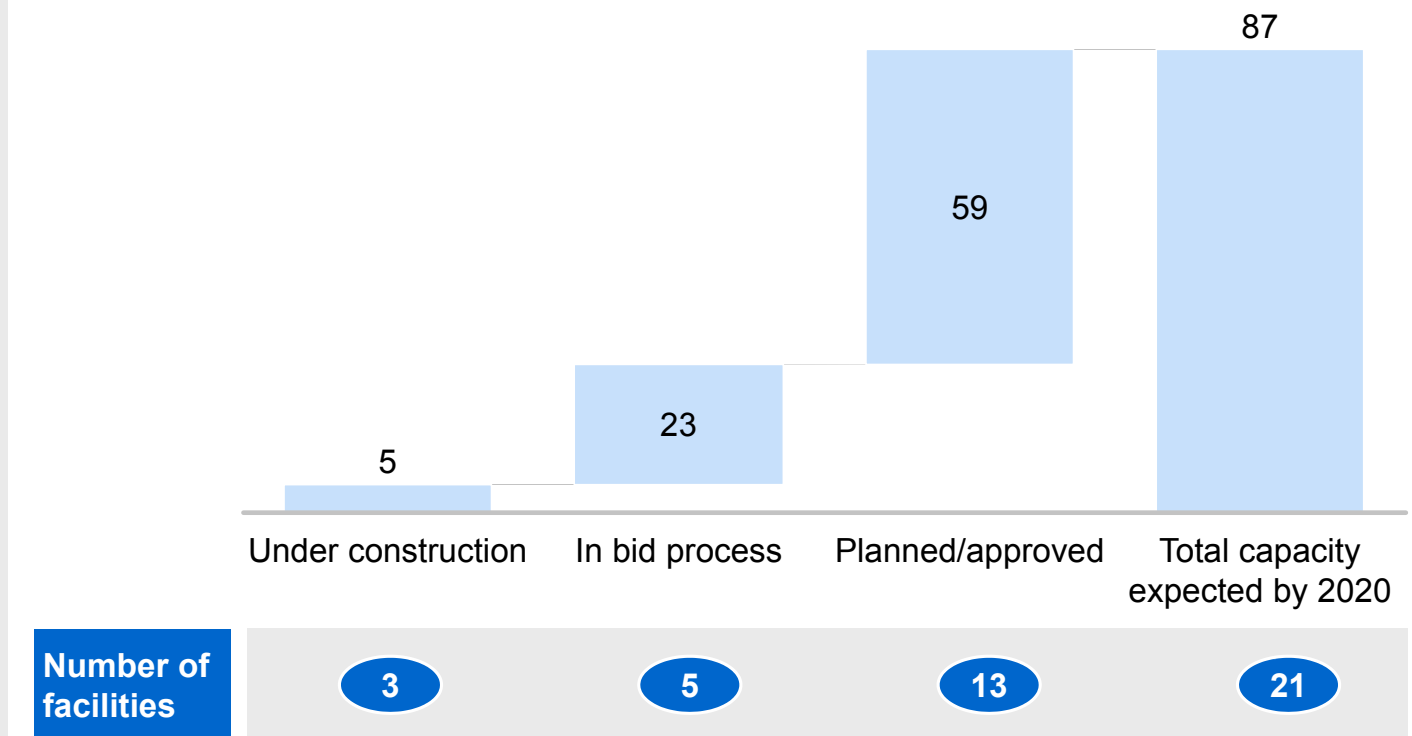 87
59
23
5
Under construction
In bid process
Planned/approved
Total capacity
expected by 2020
Number of
facilities
3
5
13
21